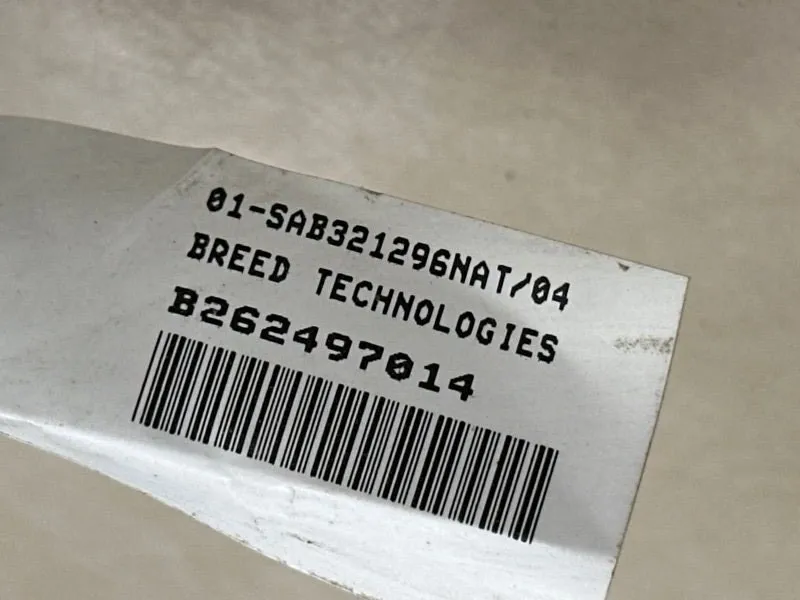 01-SAB321296NAT/04
BREED TECHNOLOGIES
B262497014